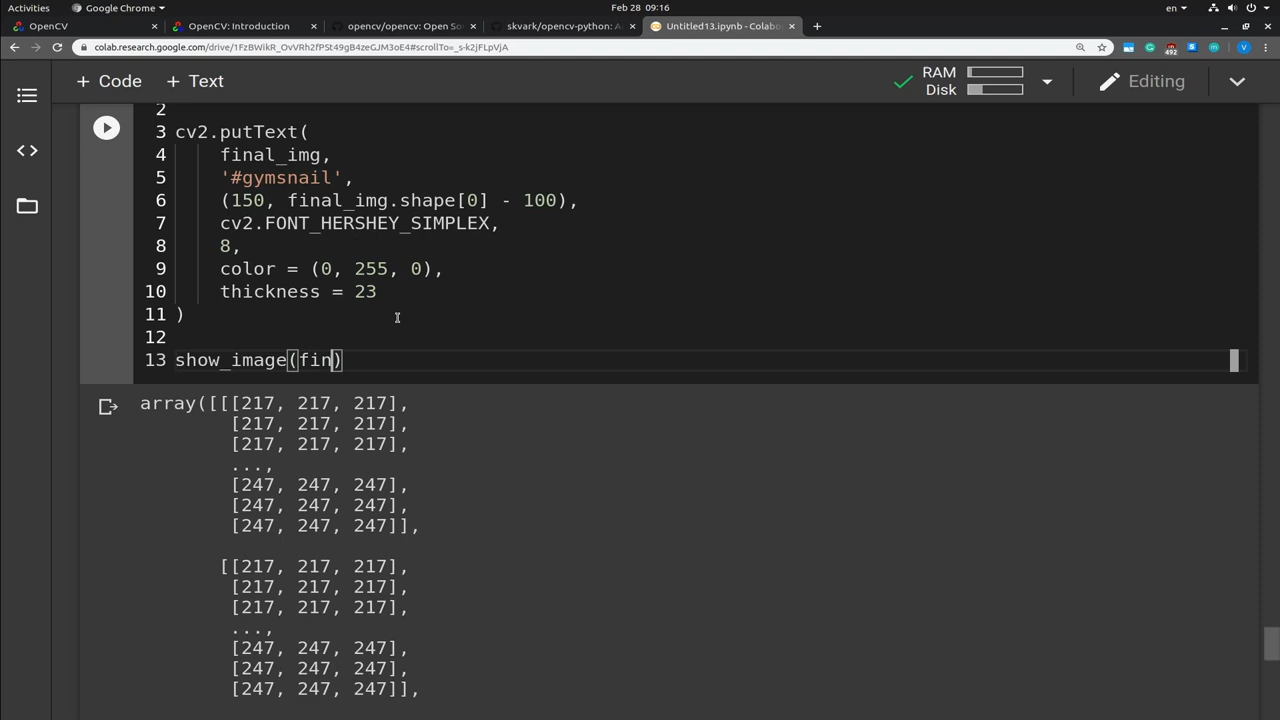 Activities
Google Chrome
Feb 28 09:16
en
OpenCV
OpenCV: Introduction
opencv/opencv: Open So
skvark/opencv-python: A
Untitled13.ipynb - Colabo
colab.research.google.com/drive/1FzBWikR_OvVRh2fPSt49gB4zeGJM3oE4#scrollTo=_s-k2jFLpVjA
492
V
+ Code
+ Text
RAM
Disk
Editing
2
3 cv2.putText(
4 final_img,
5 '#gymsnail',
6 (150, final_img.shape[0] - 100),
7 cv2.FONT_HERSHEY_SIMPLEX,
8 8,
9 color = (0, 255, 0),
10 thickness = 23
11 )
12
13 show_image(fin)
array([[[217, 217, 217],
[217, 217, 217],
[217, 217, 217],
...,
[247, 247, 247],
[247, 247, 247],
[247, 247, 247]],
[[217, 217, 217],
[217, 217, 217],
[217, 217, 217],
...,
[247, 247, 247],
[247, 247, 247],
[247, 247, 247]],